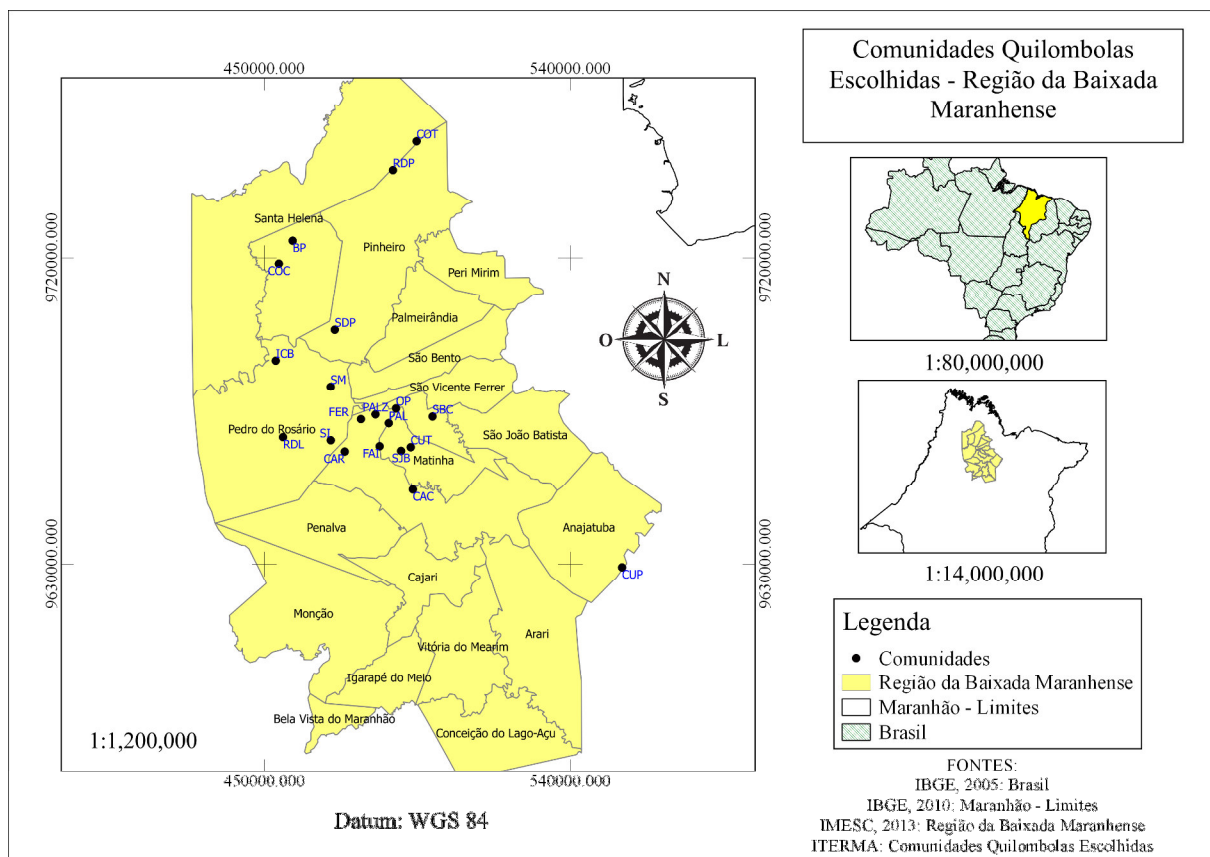 Comunidades Quilombolas
Escolhidas - Região da Baixada
Maranhense
450000.000
540000.000
COT
RDP
Santa Helena
BP
Pinheiro
COC
Peri Mirim
9720000.000
9720000.000
N
O
L
S
SDP
Palmeirândia
São Bento
ICB
SM
São Vicente Ferrer
PALZ
OP
FER
PAL
SBC
Pedro do Rosário
RDL
SI
São João Batista
CAR
FAI
SJB
CUT
Matinha
CAC
Penalva
Anajatuba
9630000.000
9630000.000
CUP
Cajari
Monção
Arari
Vitória do Mearim
Igarapé do Meio
Bela Vista do Maranhão
Conceição do Lago-Açu
1:1,200,000
450000.000
540000.000
Datum: WGS 84
1:80,000,000
1:14,000,000
Legenda
Comunidades
Região da Baixada Maranhense
Maranhão - Limites
Brasil
FONTES:
IBGE, 2005: Brasil
IBGE, 2010: Maranhão - Limites
IMESC, 2013: Região da Baixada Maranhense
ITERMA: Comunidades Quilombolas Escolhidas